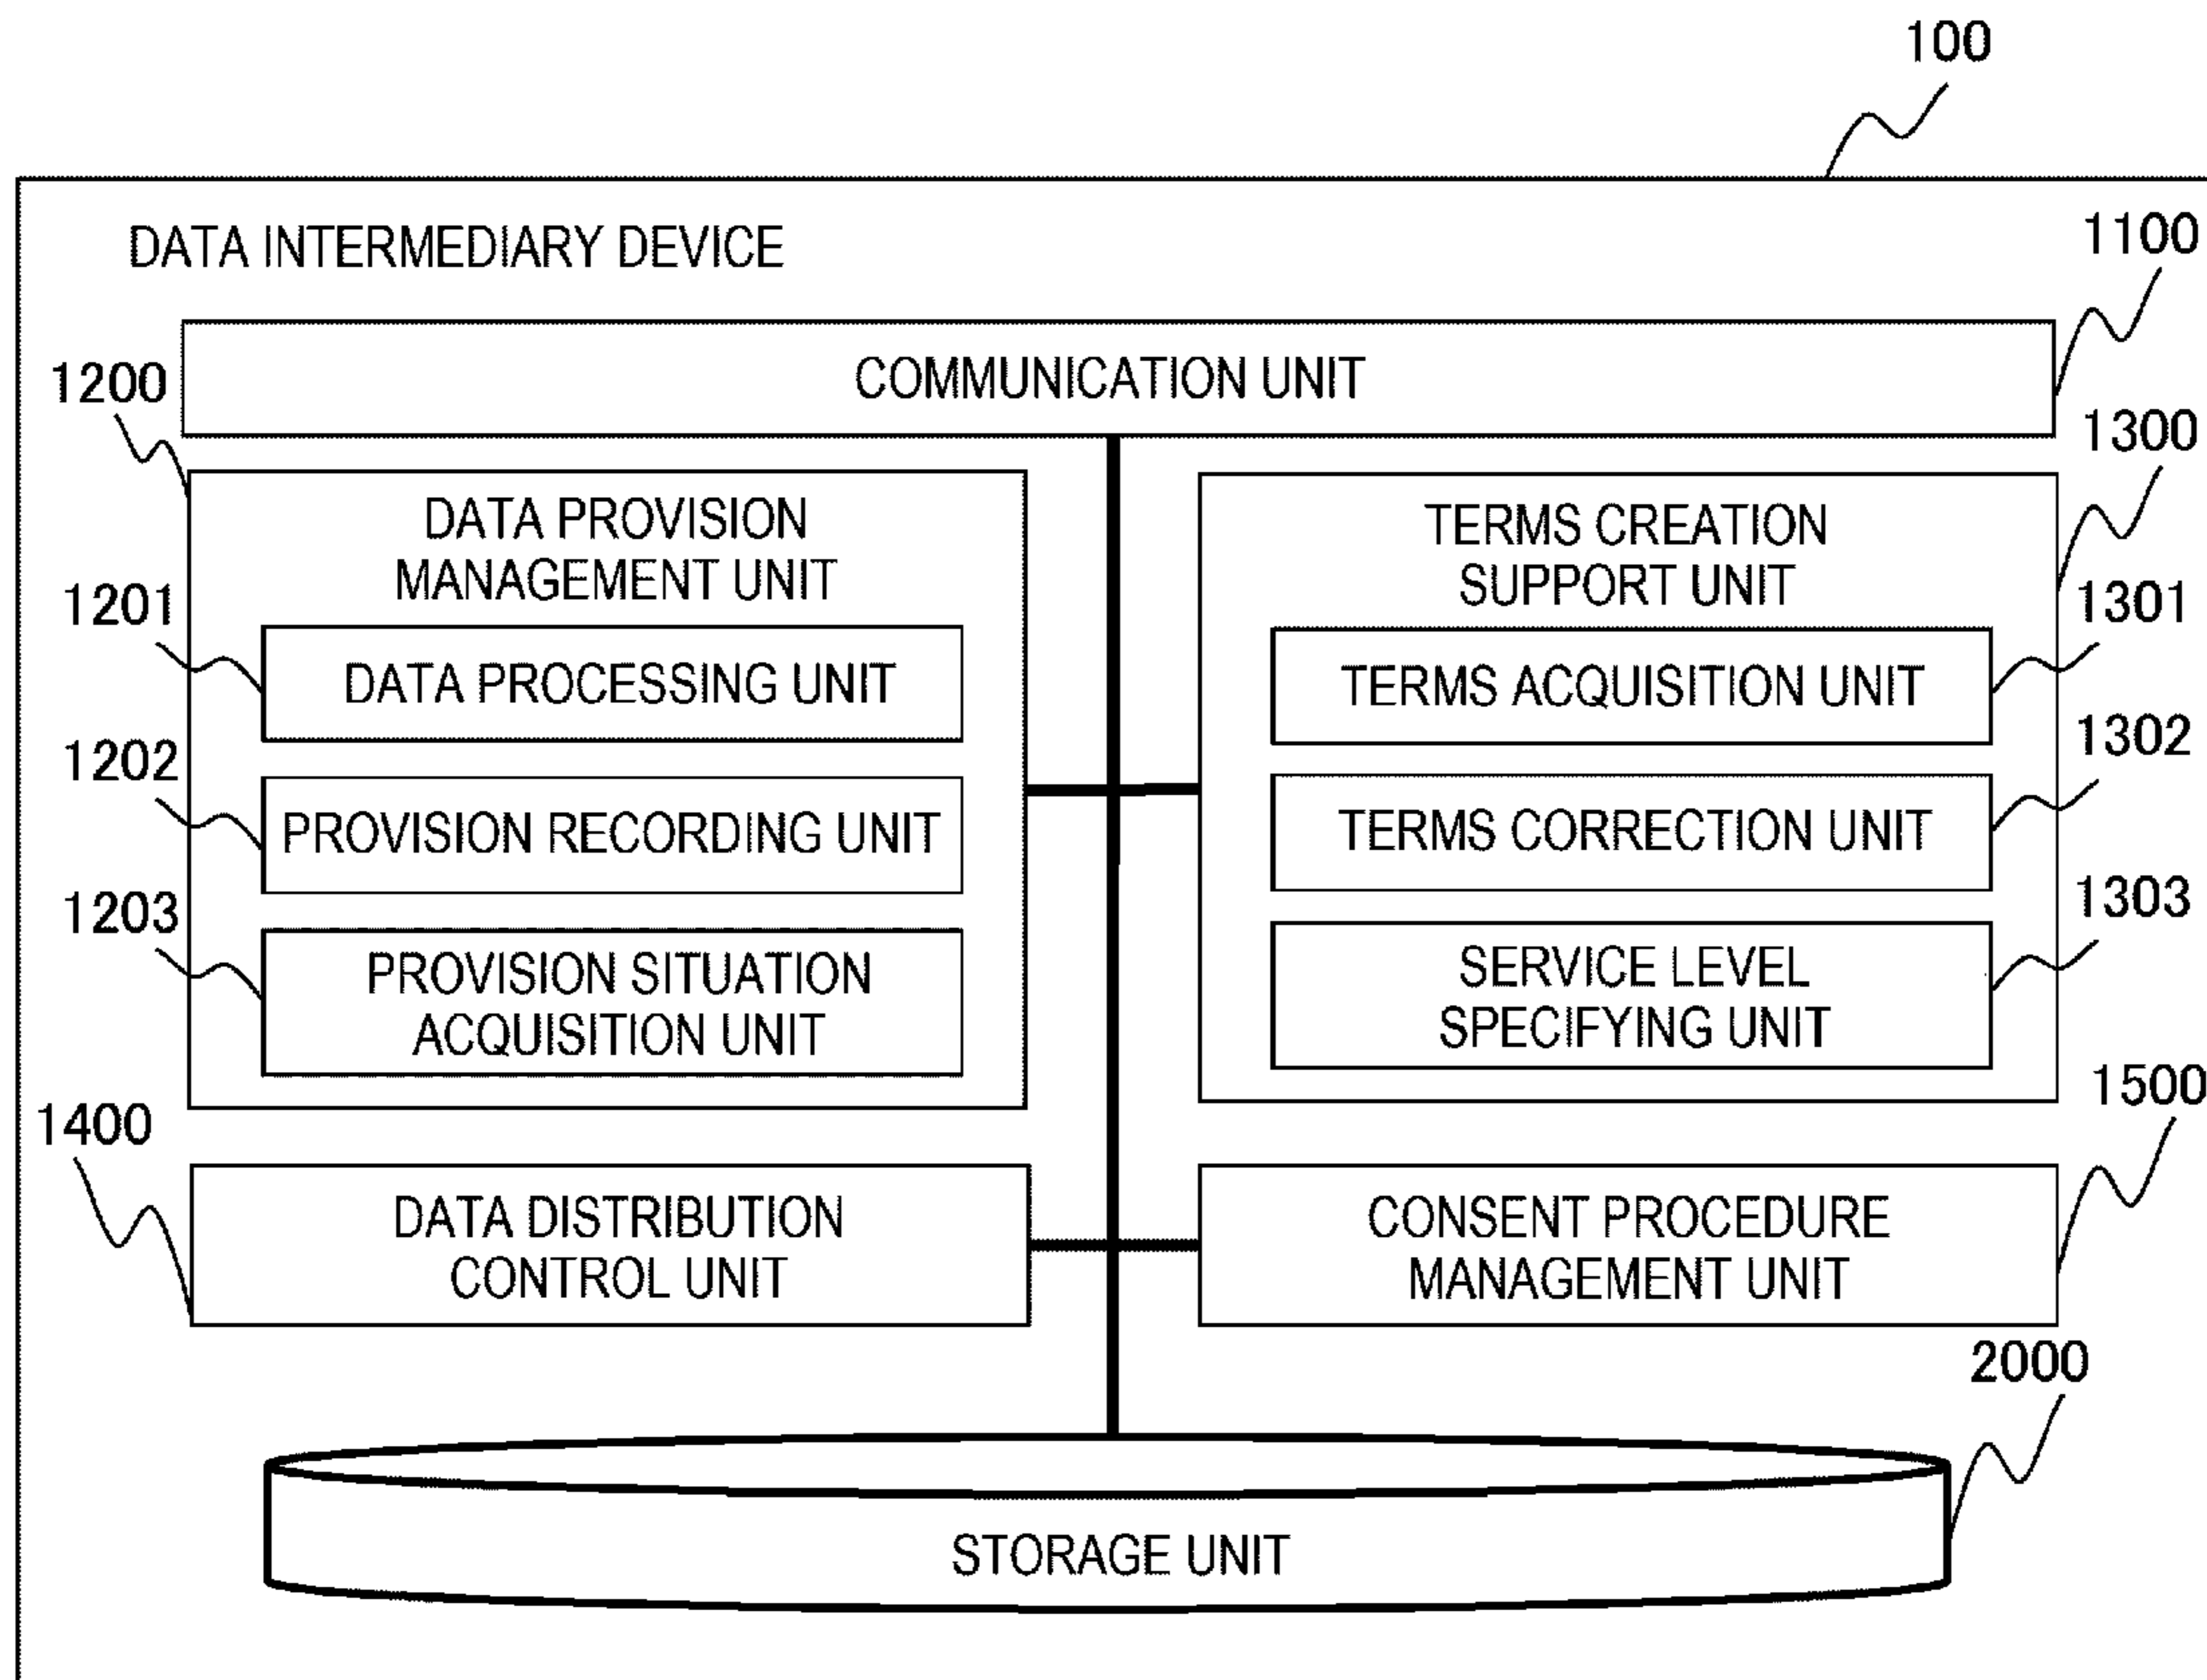 100
DATA INTERMEDIARY DEVICE
1100
COMMUNICATION UNIT
1200
1300
DATA PROVISION
MANAGEMENT UNIT
1201
DATA PROCESSING UNIT
1202
PROVISION RECORDING UNIT
1203
PROVISION SITUATION
ACQUISITION UNIT
TERMS CREATION
SUPPORT UNIT
1301
TERMS ACQUISITION UNIT
1302
TERMS CORRECTION UNIT
1303
SERVICE LEVEL
SPECIFYING UNIT
1400
DATA DISTRIBUTION
CONTROL UNIT
1500
CONSENT PROCEDURE
MANAGEMENT UNIT
2000
STORAGE UNIT